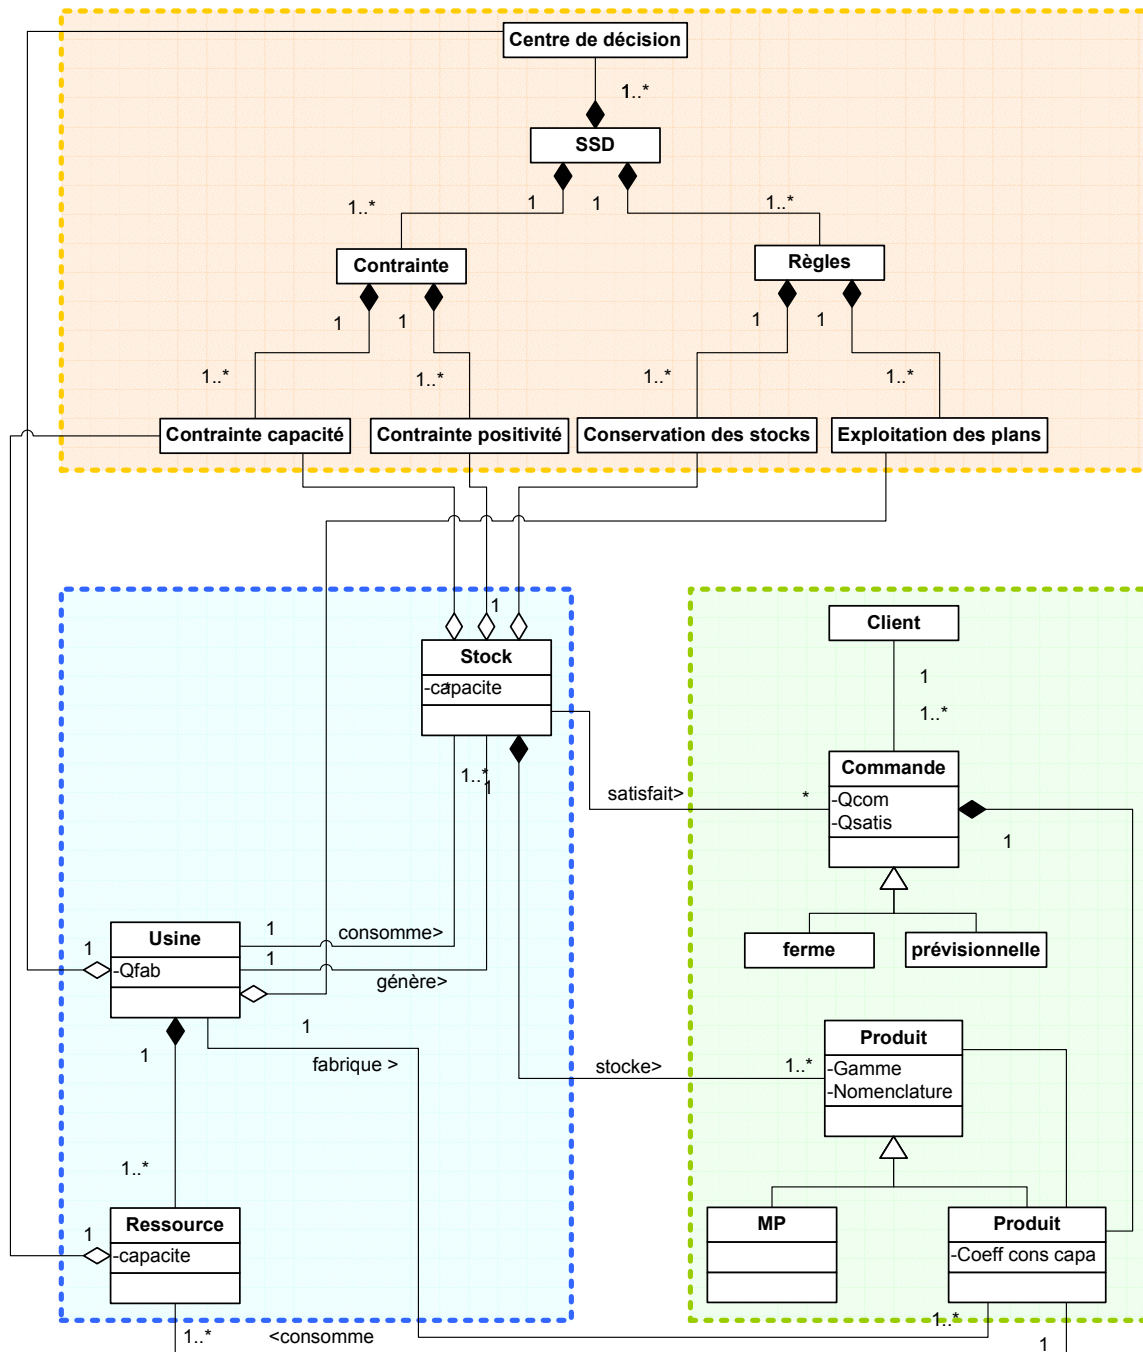 Centre de décision
1..*
SSD
1
1
1..*
1..*
Contrainte
Règles
1
1
1
1
1..*
1..*
1..*
1..*
Contrainte capacité
Contrainte positivité
Conservation des stocks
Exploitation des plans
1
Stock
-capacite
Client
1
1..*
1..*
1
satisfait>
*
Commande
-Qcom
-Qsatis
1
ferme
prévisionnelle
1
Usine
-Qfab
1
consomme>
1
génère>
1
1
fabrique >
stocke>
1..*
Produit
-Gamme
-Nomenclature
1..*
1
Ressource
-capacite
MP
Produit
-Coeff cons capa
1..*
<consomme
1..*
1